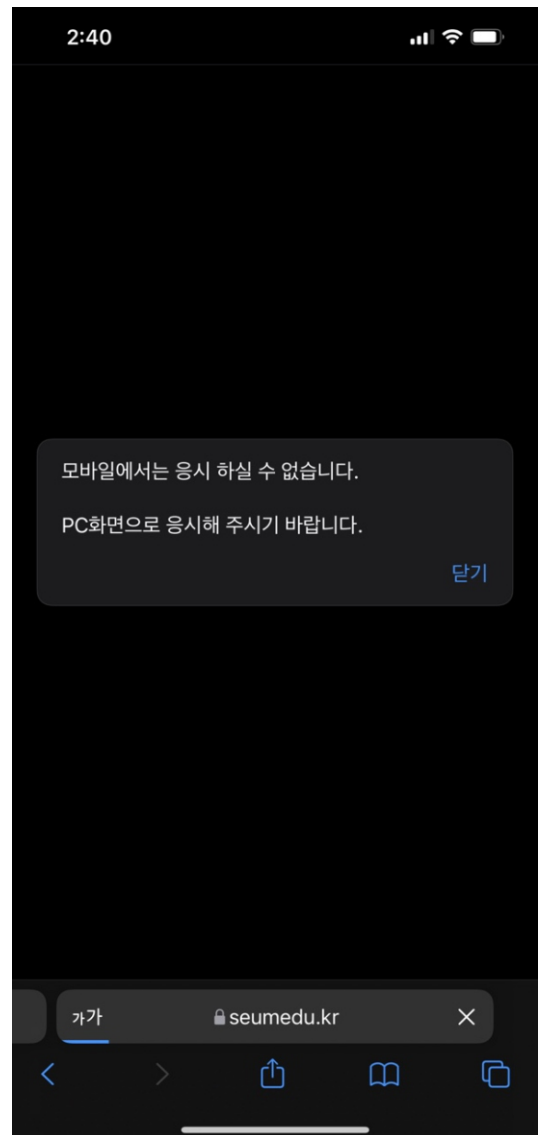 2:40
모바일에서는 응시 하실 수 없습니다.
PC화면으로 응시해 주시기 바랍니다.
닫기
가가 seumedu.kr